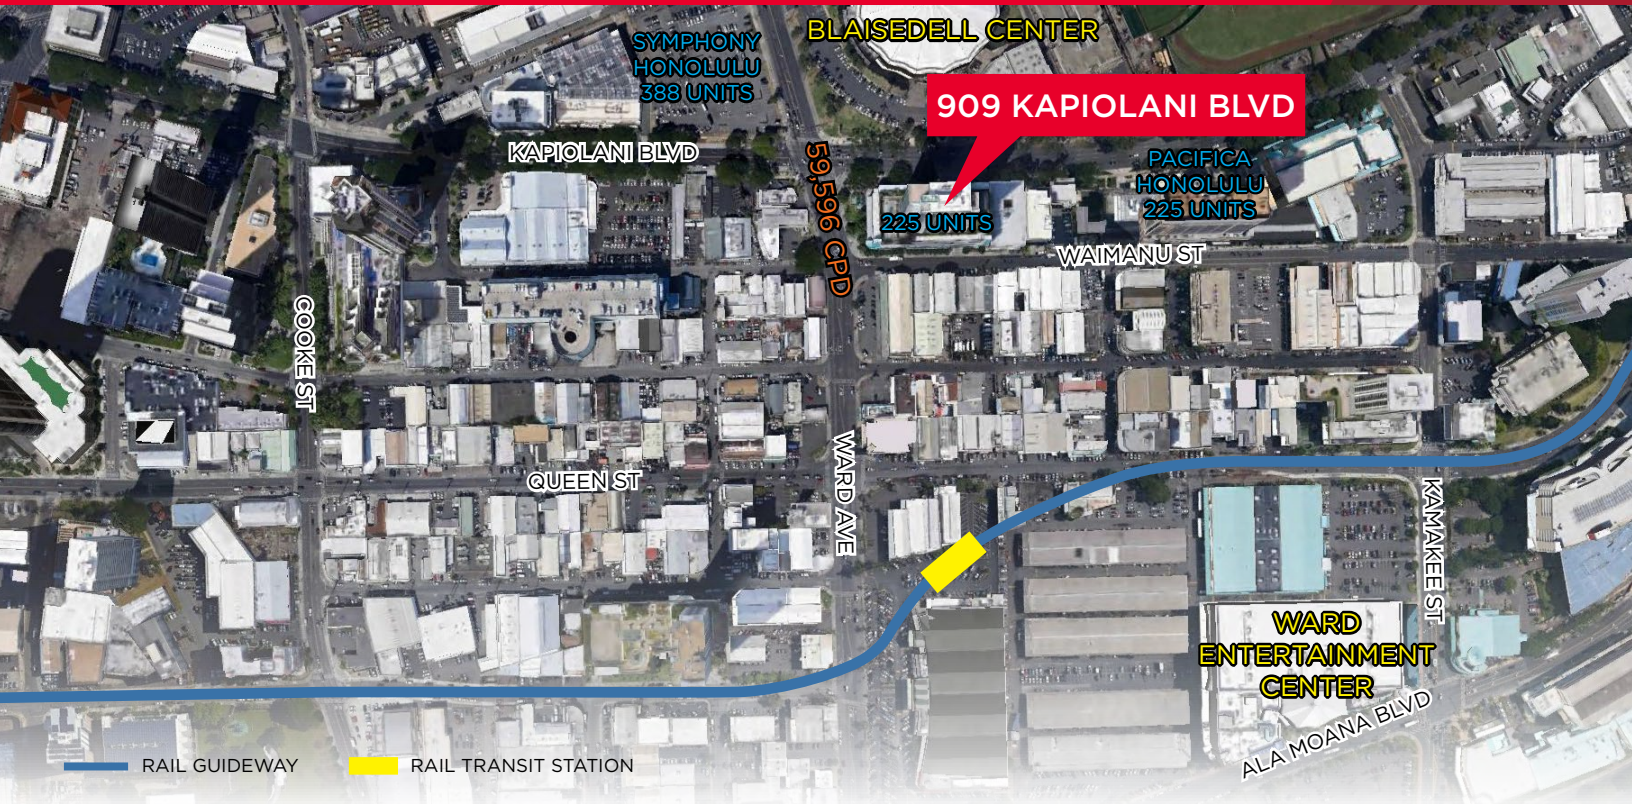 BLAISEDELL CENTER
SYMPHONY
HONOLULU
388 UNITS
909 KAPIOLANI BLVD
KAPIOLANI BLVD
59,596 CPD
PACIFICA
HONOLULU
225 UNITS
225 UNITS
WAIMANU ST
COOKE ST
WARD AVE
QUEEN ST
KAMAKEE ST
WARD
ENTERTAINMENT
CENTER
ALA MOANA BLVD
RAIL GUIDEWAY
RAIL TRANSIT STATION